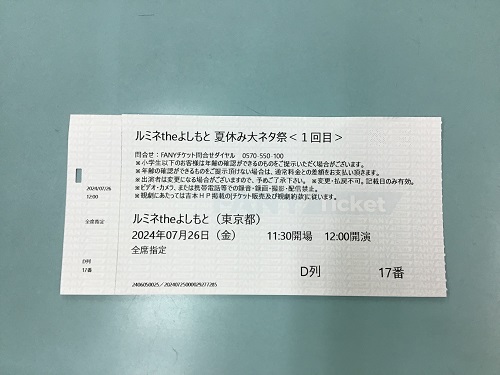 2024/07/26
12:00
全席指定
D列
17番
ルミネtheよしもと 夏休み大ネタ祭＜１回目＞
問合せ：FANYチケット問合せダイヤル 0570-550-100
※小学生以下のお客様は年齢の確認ができるものをご提示いただく場合がございます。
※年齢の確認ができるものをご提示頂けない場合は、通常料金との差額をお支払い頂きます。
※出演者は変更になる場合がございますので、予めご了承下さい。 ※変更・払戻不可。記載日のみ有効。
※ビデオ・カメラ、または携帯電話等での録音・録画・撮影・配信禁止。
※観劇にあたっては吉本ＨＰ掲載のチケット販売及び観劇約款に従います。
ルミネtheよしもと（東京都）
2024年07月26日（金） 11:30開場 12:00開演
全席指定
D列 17番
2406050025／2024072500002927​7285